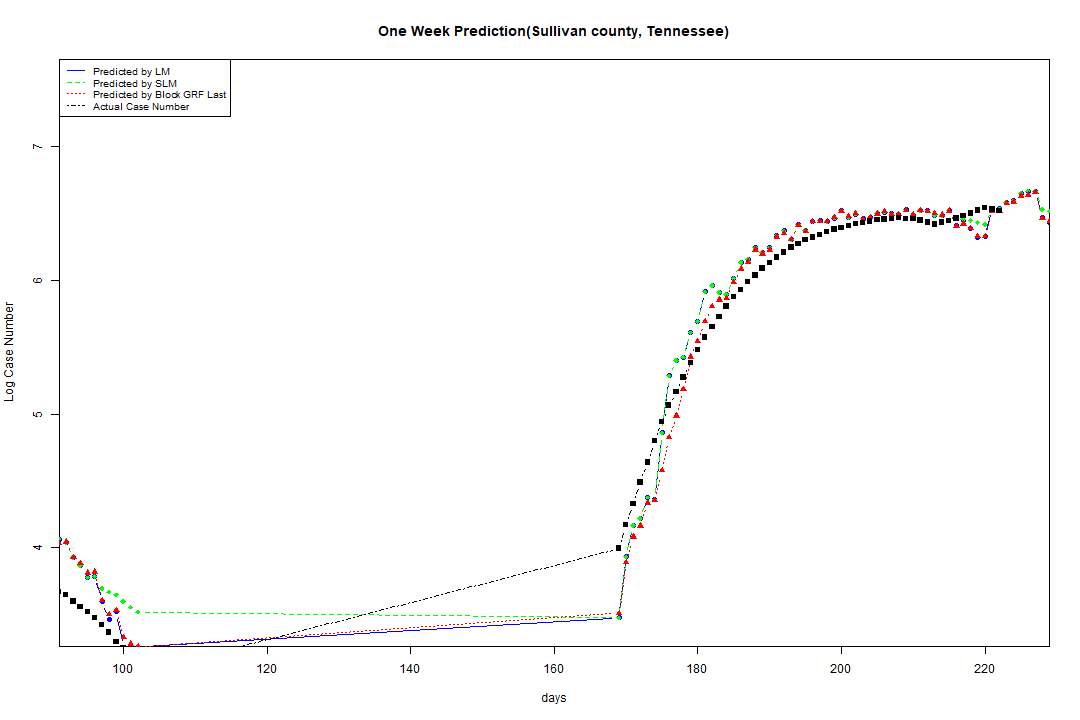 One Week Prediction(Sullivan county, Tennessee)
Predicted by LM
Predicted by SLM
Predicted by Block GRF Last
Actual Case Number
Log Case Number
7
6
5
4
100 120 140 160 180 200 220
days